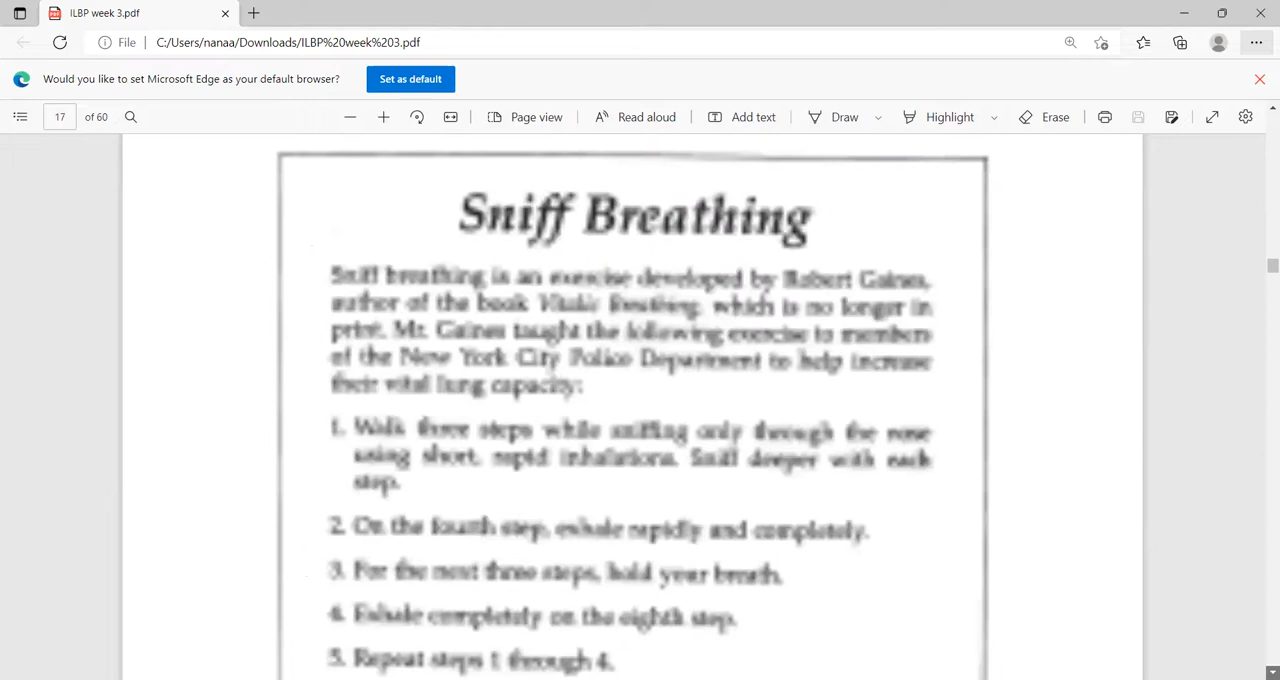 ILBP week 3.pdf
File C:/Users/nanaa/Downloads/ILBP%20week%203.pdf
Would you like to set Microsoft Edge as your default browser? Set as default
17 of 60 Page view Read aloud Add text Draw Highlight Erase
Sniff Breathing
Sniff breathing is an exercise developed by Robert Gaines,
author of the book Vitalic Breathing, which is no longer in
print. Mr. Gaines taught the following exercise to members
of the New York City Police Department to help increase
their vital lung capacity:
1. Walk three steps while sniffing only through the nose
using short, rapid inhalations. Sniff deeper with each
step.
2. On the fourth step, exhale rapidly and completely.
3. For the next three steps, hold your breath.
4. Exhale completely on the eighth step.
5. Repeat steps 1 through 4.